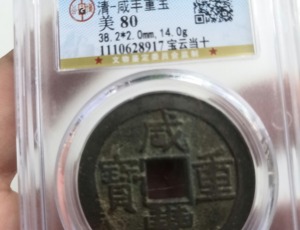 清-咸丰重宝
美 80
38.2*2.0mm,14.0g
1110628917 宝云当十
咸
寶 重
豐